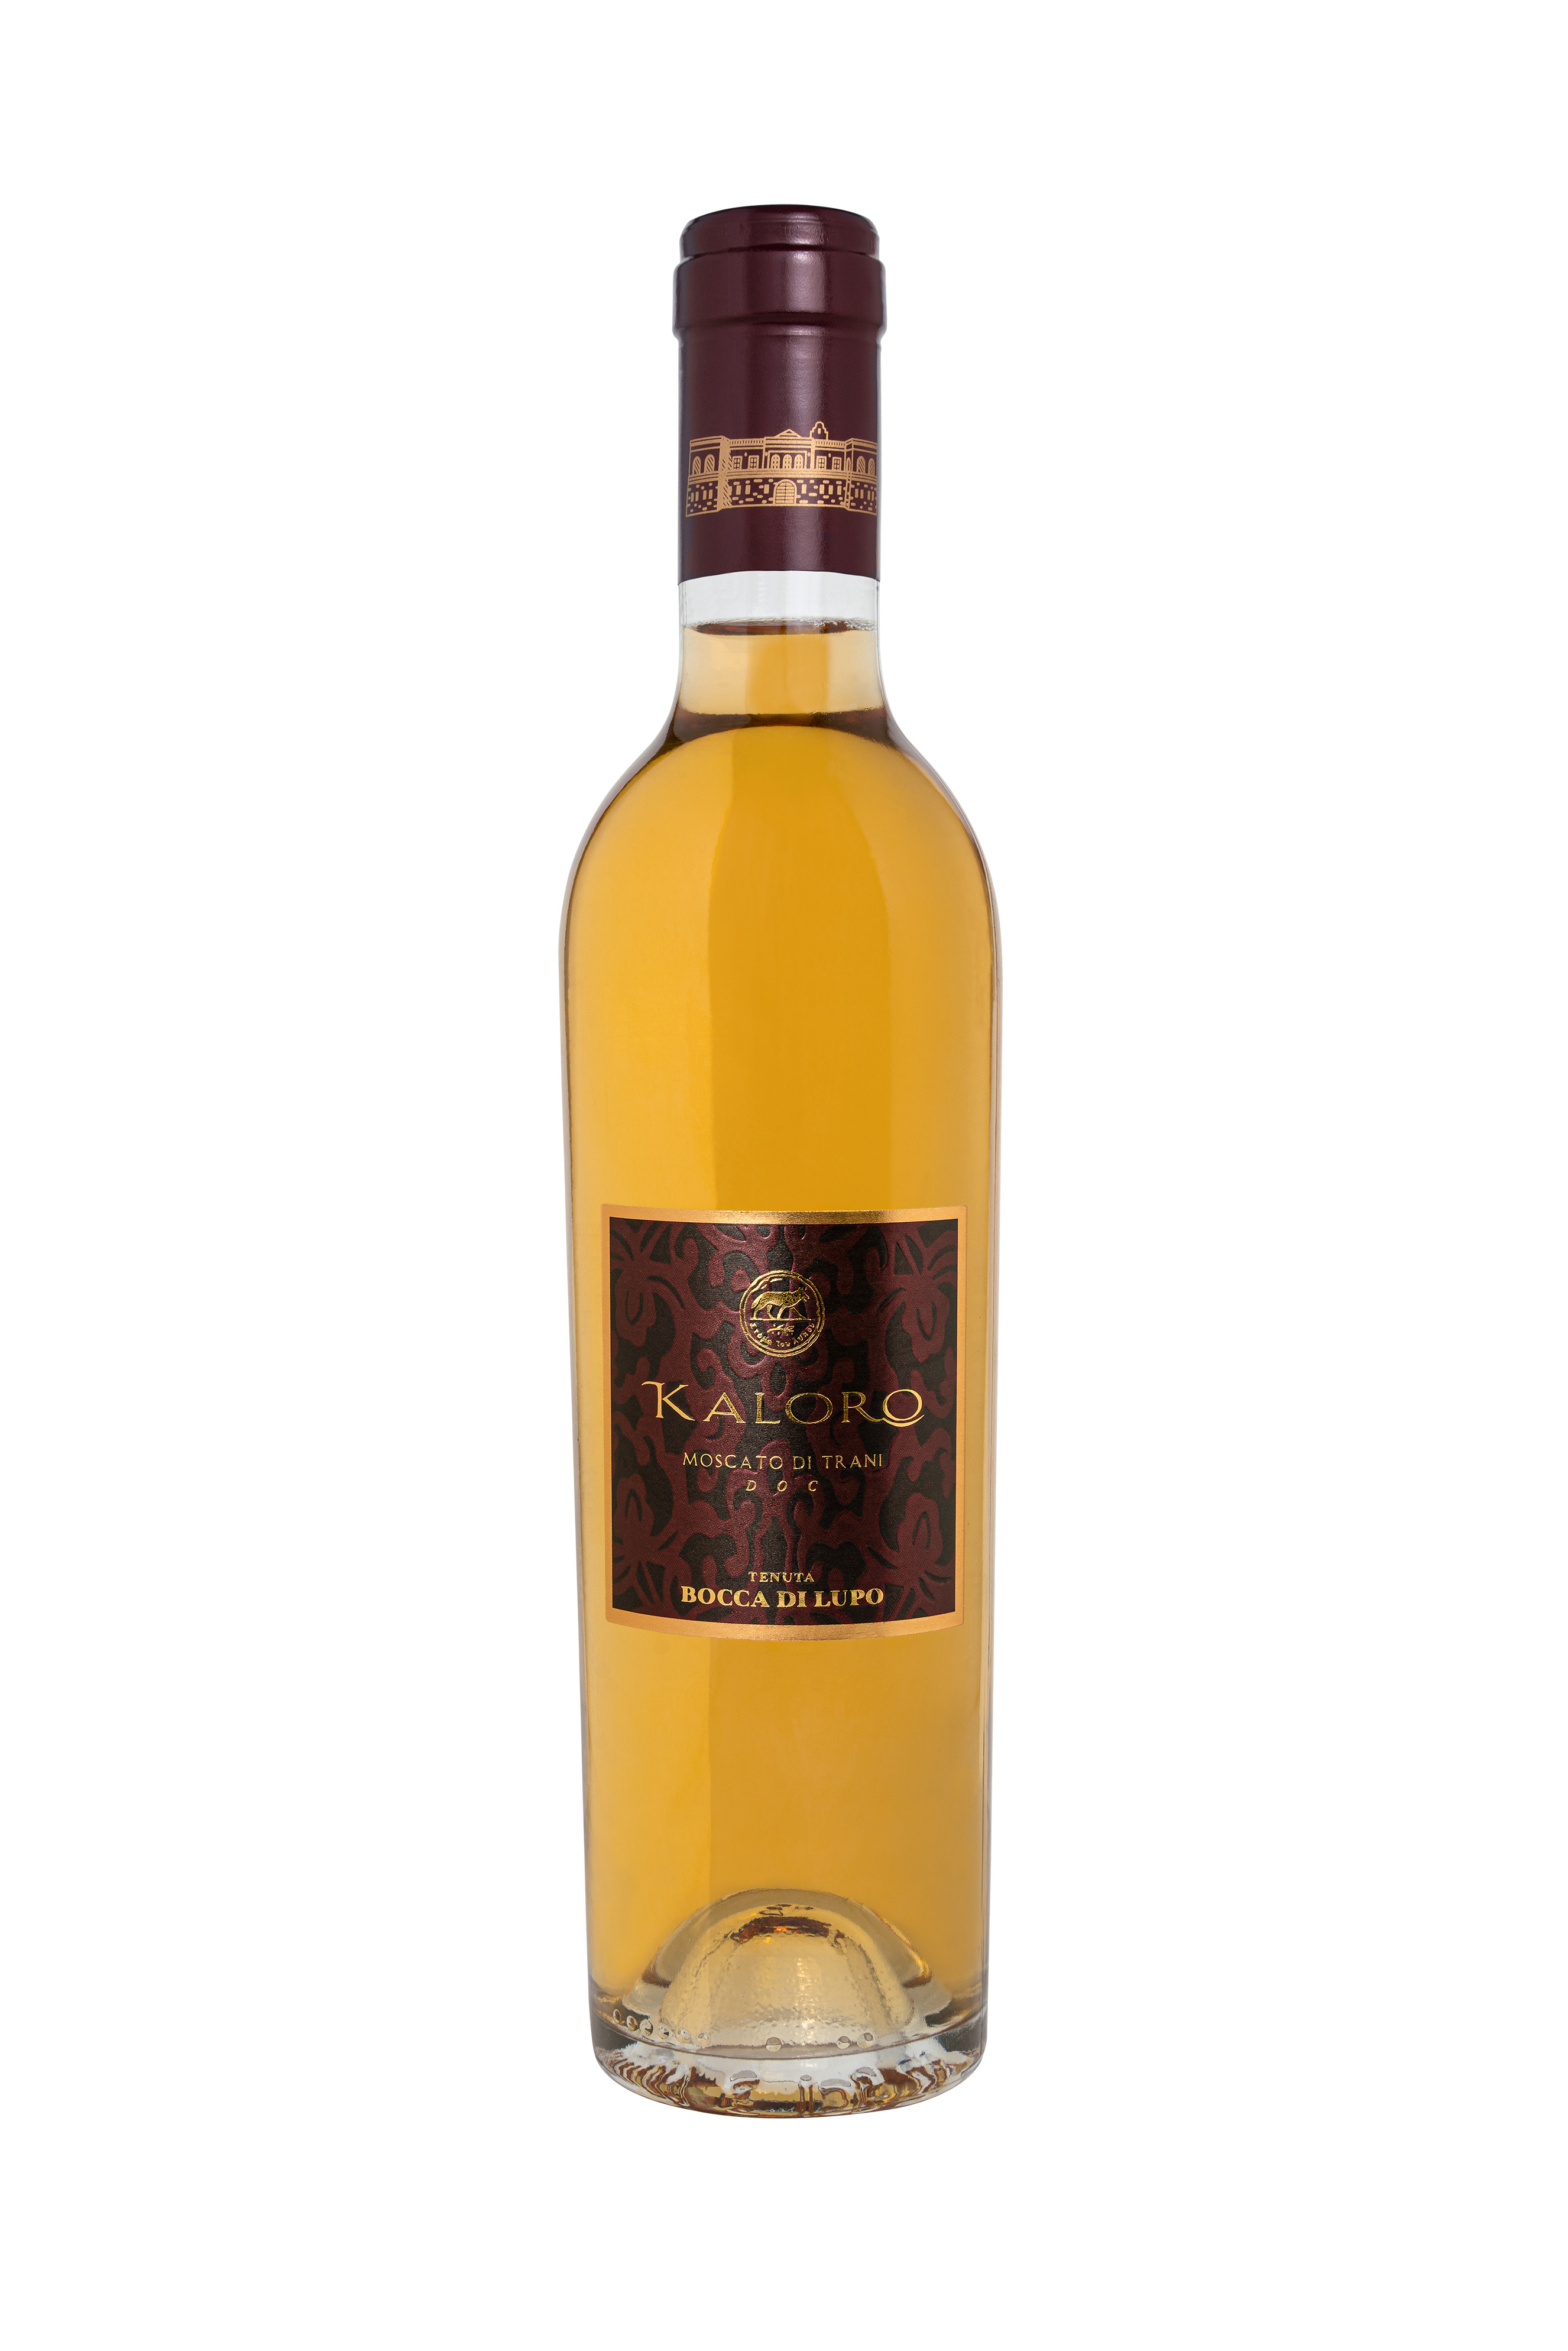 KALORO
MOSCATO DI TRANI
DOC
TENUTA
BOCCA DI LUPO